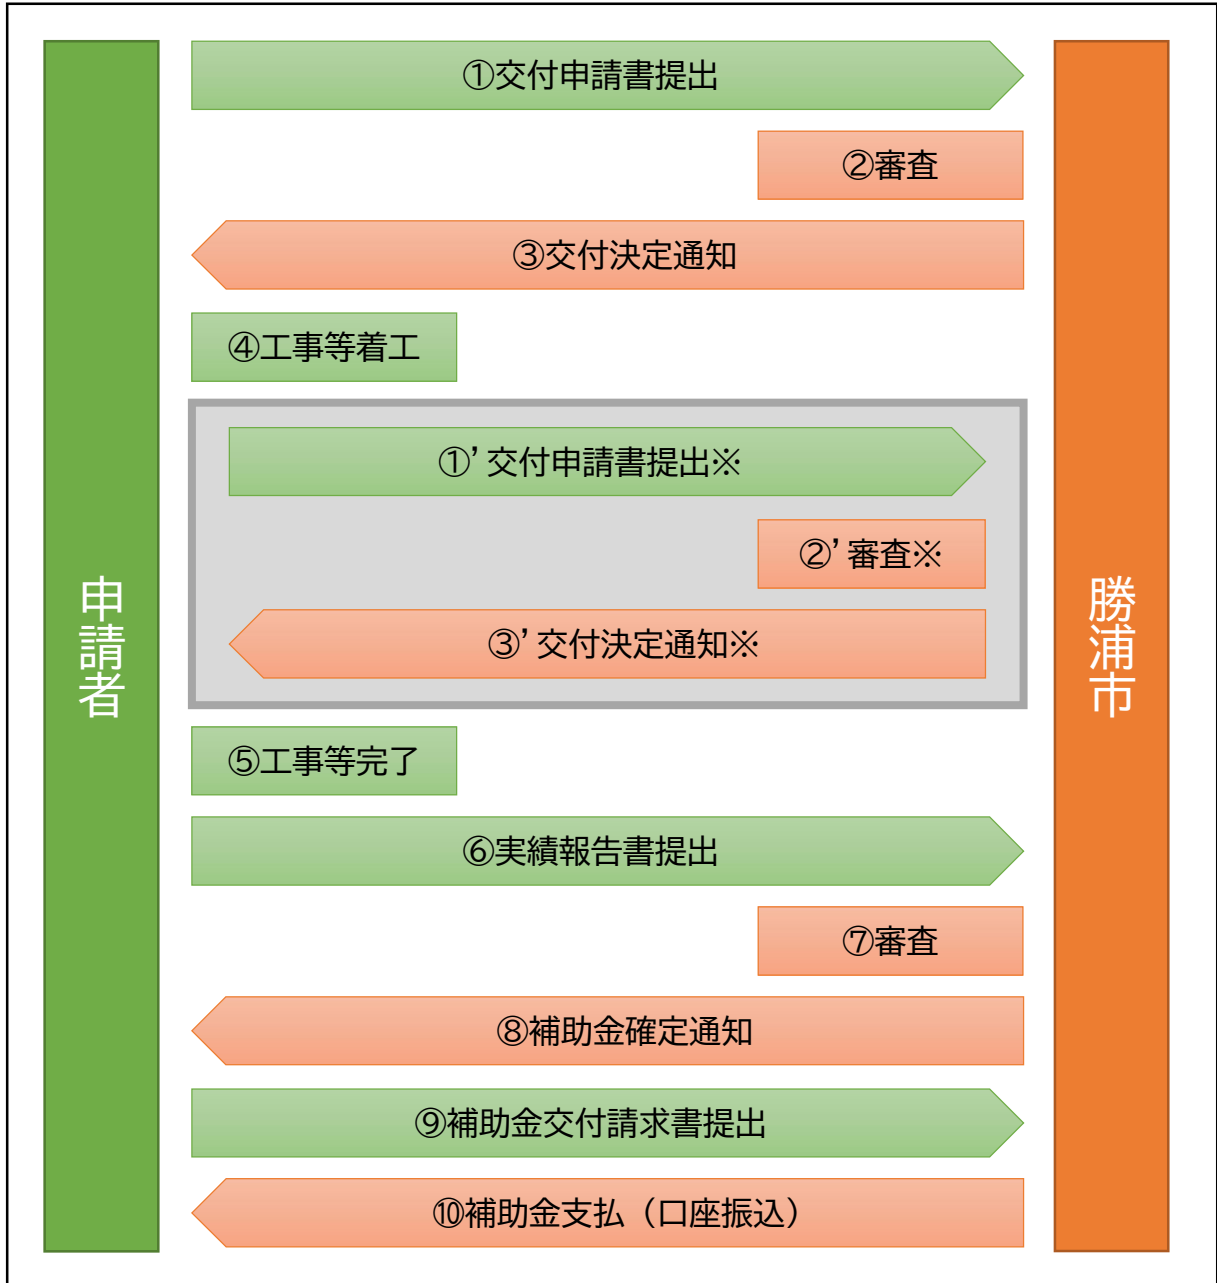 ①交付申請書提出
②審査
③交付決定通知
④工事等着工
①’交付申請書提出※
②’審査※
③’交付決定通知※
⑤工事等完了
⑥実績報告書提出
⑦審査
⑧補助金確定通知
⑨補助金交付請求書提出
⑩補助金支払（口座振込）
申請者
勝浦市